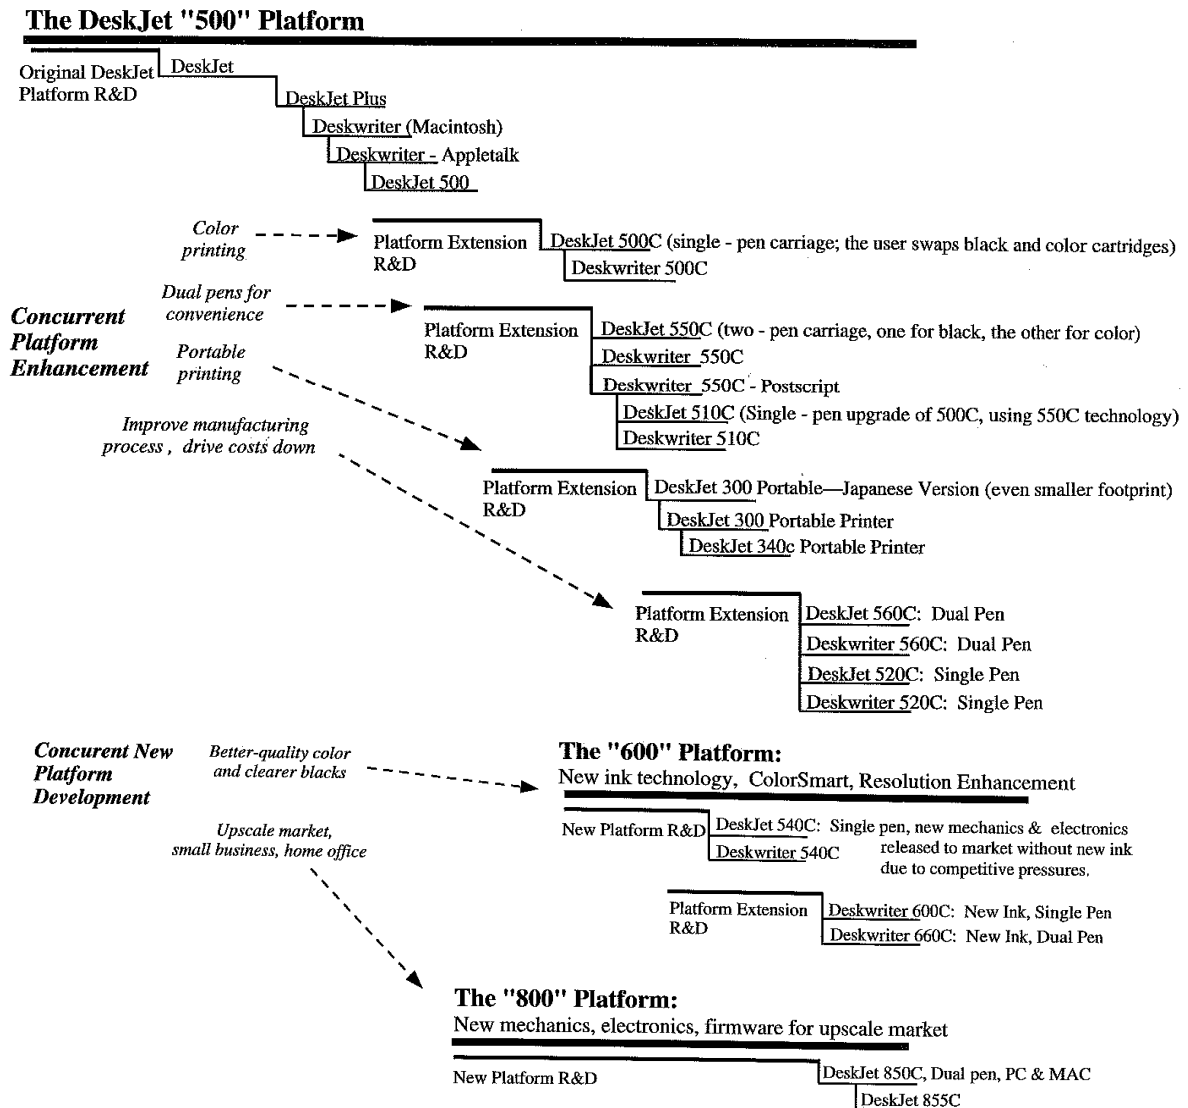 The DeskJet "500" Platform
Original DeskJet
Platform R&D
DeskJet
DeskJet Plus
Deskwriter (Macintosh)
Deskwriter - Appletalk
DeskJet 500
Color
printing
Platform Extension
R&D
DeskJet 500C (single - pen carriage; the user swaps black and color cartridges)
Deskwriter 500C
Concurrent
Platform
Enhancement
Dual pens for
convenience
Platform Extension
R&D
DeskJet 550C (two - pen carriage, one for black, the other for color)
Deskwriter 550C
Deskwriter 550C - Postscript
DeskJet 510C (Single - pen upgrade of 500C, using 550C technology)
Deskwriter 510C
Portable
printing
Platform Extension
R&D
DeskJet 300 Portable—Japanese Version (even smaller footprint)
DeskJet 300 Portable Printer
DeskJet 340c Portable Printer
Improve manufacturing
process , drive costs down
Platform Extension
R&D
DeskJet 560C: Dual Pen
Deskwriter 560C: Dual Pen
DeskJet 520C: Single Pen
Deskwriter 520C: Single Pen
Concurent New
Platform
Development
Better-quality color
and clearer blacks
The "600" Platform:
New ink technology, ColorSmart, Resolution Enhancement
New Platform R&D
DeskJet 540C: Single pen, new mechanics & electronics
released to market without new ink
due to competitive pressures.
Deskwriter 540C
Platform Extension
R&D
Deskwriter 600C: New Ink, Single Pen
Deskwriter 660C: New Ink, Dual Pen
Upscale market,
small business, home office
The "800" Platform:
New mechanics, electronics, firmware for upscale market
New Platform R&D
DeskJet 850C, Dual pen, PC & MAC
DeskJet 855C